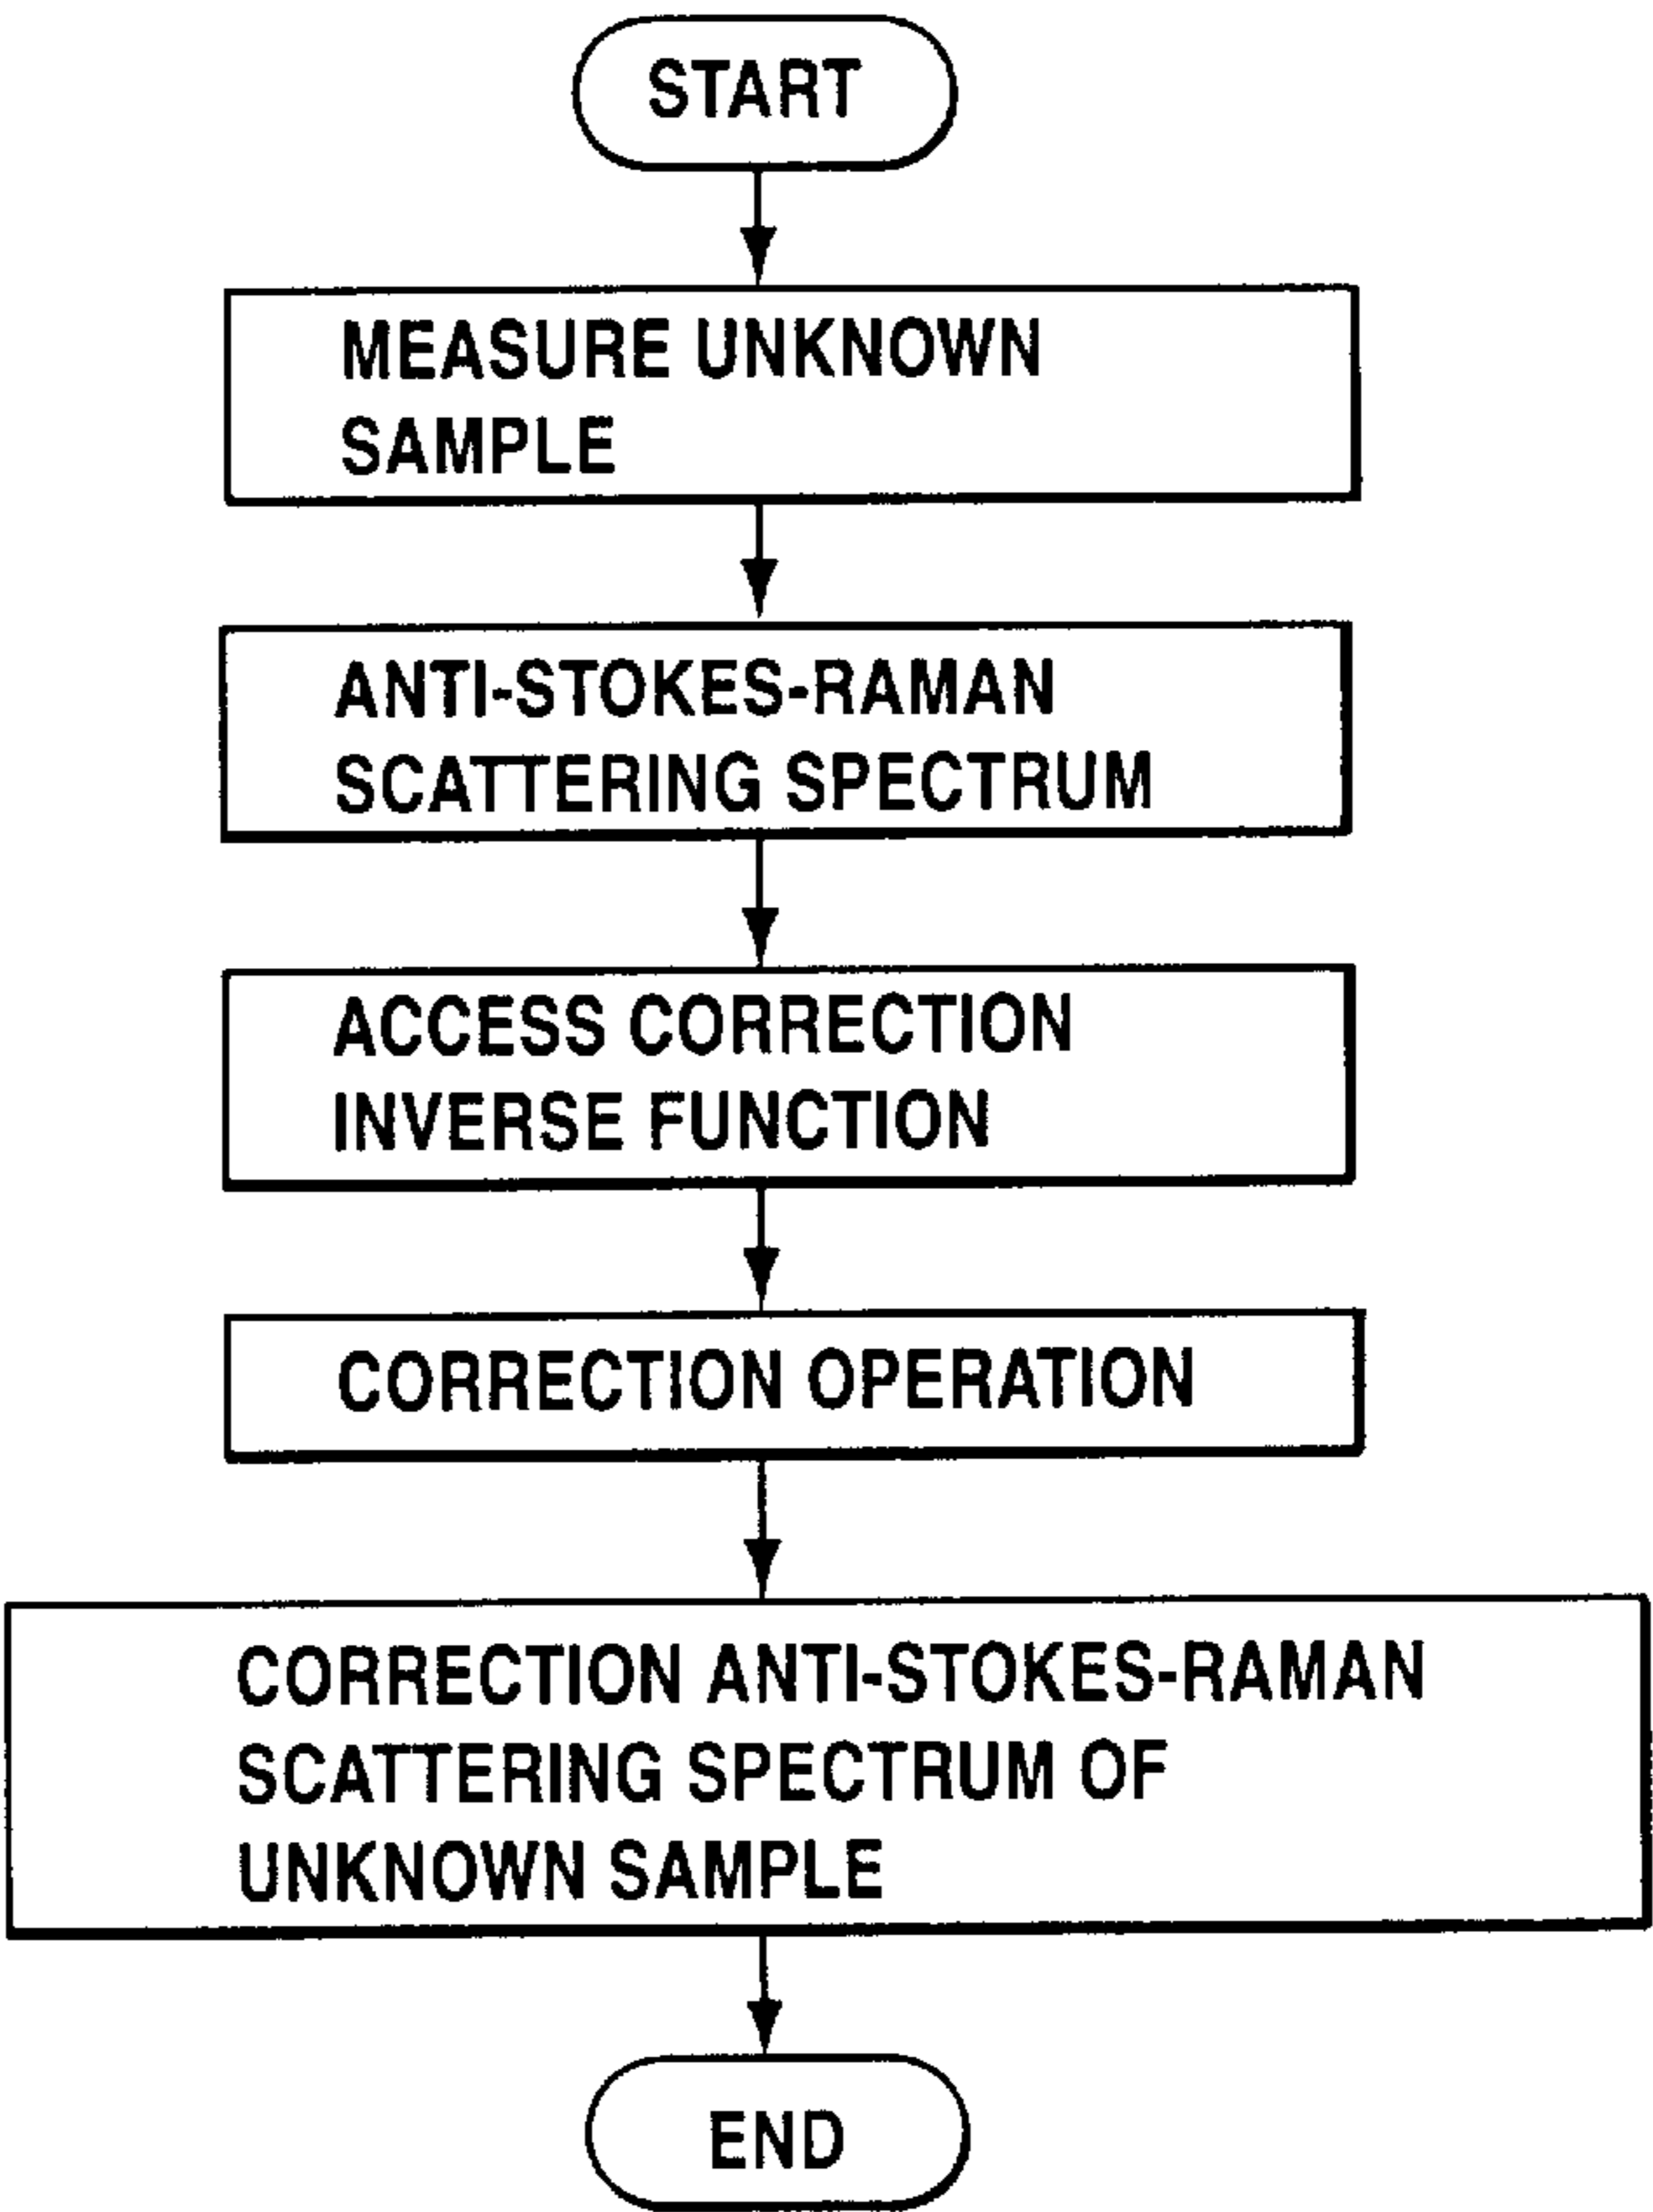 START
MEASURE UNKNOWN
SAMPLE
ANTI-STOKES-RAMAN
SCATTERING SPECTRUM
ACCESS CORRECTION
INVERSE FUNCTION
CORRECTION OPERATION
CORRECTION ANTI-STOKES-RAMAN
SCATTERING SPECTRUM OF
UNKNOWN SAMPLE
END